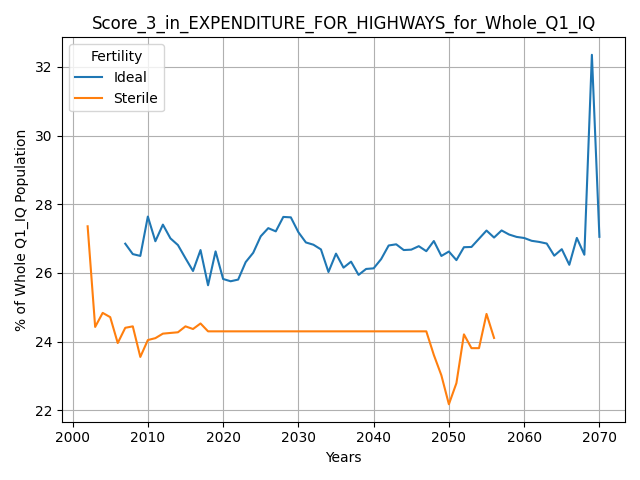 Score_3_in_EXPENDITURE_FOR_HIGHWAYS_for_Whole_Q1_IQ
Fertility
Ideal
Sterile
% of Whole Q1_IQ Population
32
30
28
26
24
22
2000 2010 2020 2030 2040 2050 2060 2070
Years